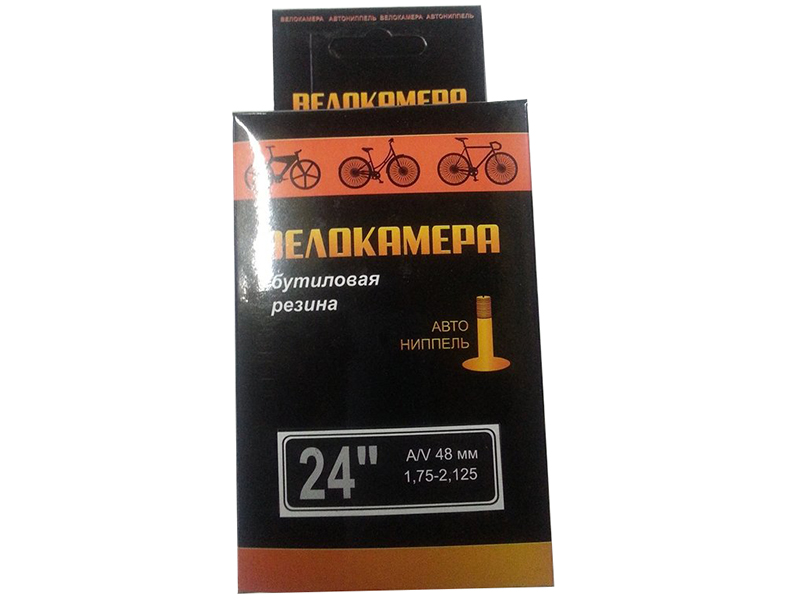 ВЕЛОКАМЕРА АВТОНИППЕЛЬ ВЕЛОКАМЕРА АВТОНИППЕЛЬ
ВЕЛОКАМЕРА
ВЕЛОКАМЕРА
бутиловая
резина
АВТО
НИППЕЛЬ
24"
A/V 48 мм
1,75-2,125